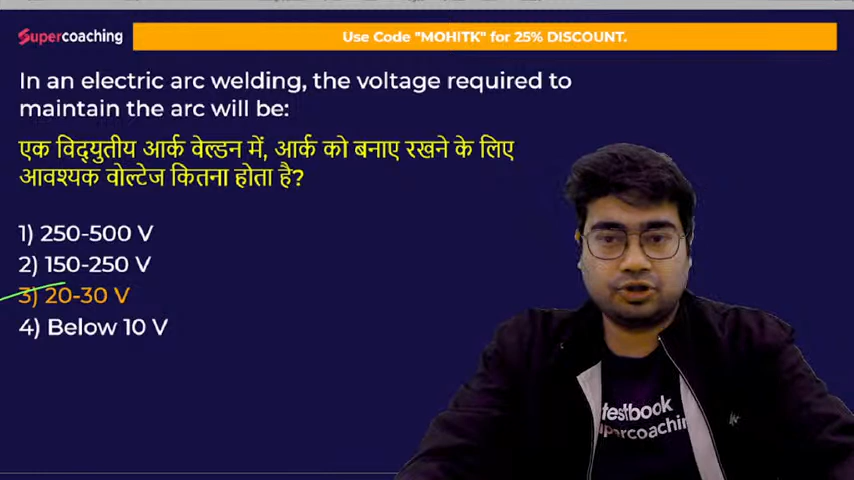 Supercoaching
Use Code "MOHITK" for 25% DISCOUNT.
In an electric arc welding, the voltage required to
maintain the arc will be:
एक विद्युतीय आर्क वेल्डन में, आर्क को बनाए रखने के लिए
आवश्यक वोल्टेज कितना होता है?
1) 250-500 V
2) 150-250 V
3) 20-30 V
4) Below 10 V
testbook
percoachin